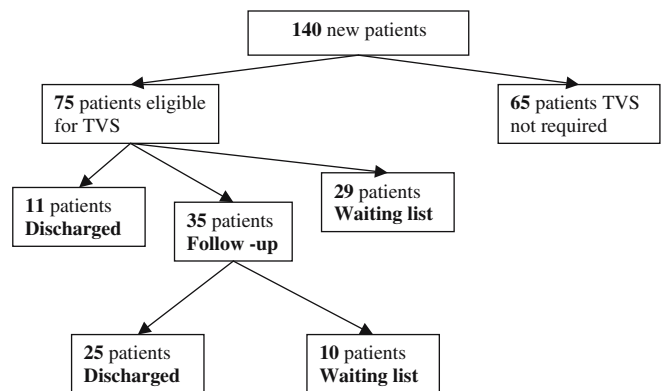 140 new patients
75 patients eligible
for TVS
65 patients TVS
not required
11 patients
Discharged
35 patients
Follow -up
29 patients
Waiting list
25 patients
Discharged
10 patients
Waiting list